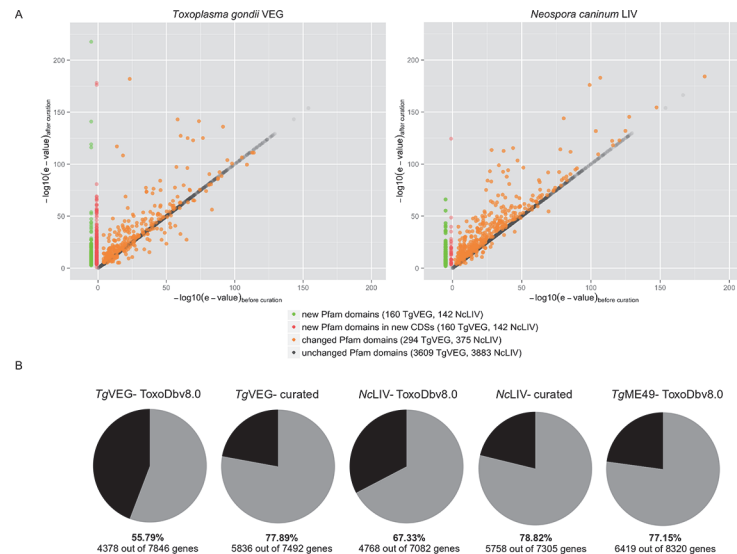 A
Toxoplasma gondii VEG
Neospora caninum LIV
−log10(e−value)after curation
200
150
100
50
0
0
50
100
150
200
−log10(e−value)before curation
−log10(e−value)after curation
200
150
100
50
0
0
50
100
150
200
−log10(e−value)before curation
new Pfam domains (160 TgVEG, 142 NcLIV)
new Pfam domains in new CDSs (160 TgVEG, 142 NcLIV)
changed Pfam domains (294 TgVEG, 375 NcLIV)
unchanged Pfam domains (3609 TgVEG, 3883 NcLIV)
B
TgVEG- ToxoDbv8.0
TgVEG- curated
NcLIV- ToxoDBv8.0
NcLIV- curated
TgME49- ToxoDBv8.0
55.79%
77.89%
67.33%
78.82%
77.15%
4378 out of 7846 genes
5836 out of 7492 genes
4768 out of 7082 genes
5758 out of 7305 genes
6419 out of 8320 genes